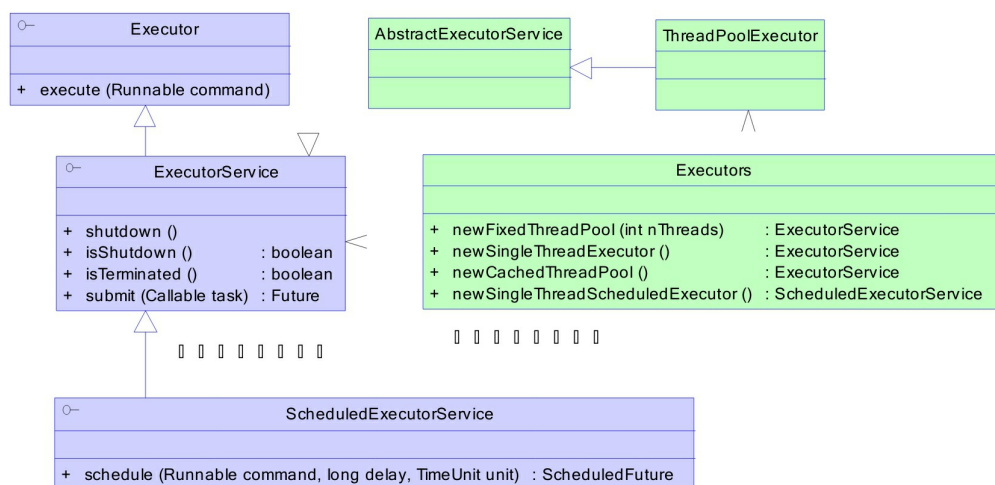 Executor
+ execute (Runnable command)
AbstractExecutorService
ThreadPoolExecutor
ExecutorService
+ shutdown ()
+ isShutdown () : boolean
+ isTerminated () : boolean
+ submit (Callable task) : Future
Executors
+ newFixedThreadPool (int nThreads) : ExecutorService
+ newSingleThreadExecutor () : ExecutorService
+ newCachedThreadPool () : ExecutorService
+ newSingleThreadScheduledExecutor () : ScheduledExecutorService
ScheduledExecutorService
+ schedule (Runnable command, long delay, TimeUnit unit) : ScheduledFuture